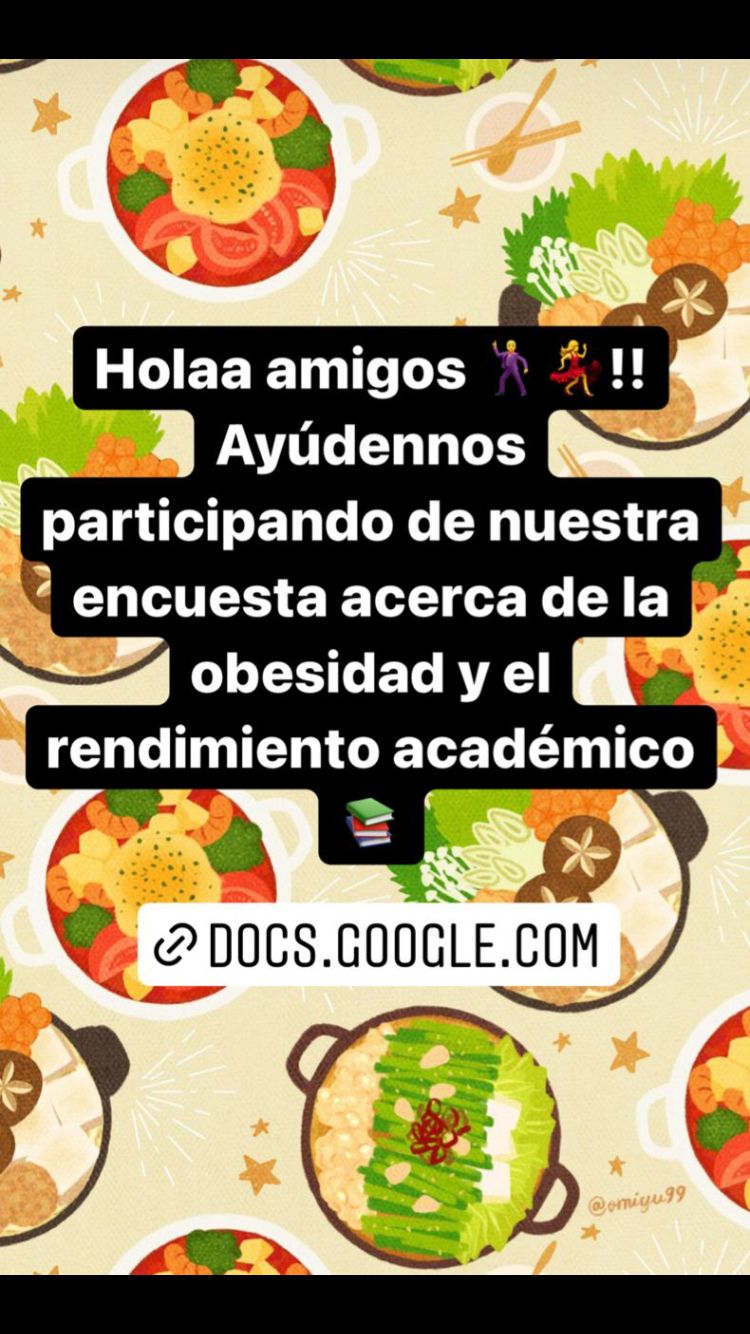 Holaa amigos 🕺💃!!
Ayúdennos
participando de nuestra
encuesta acerca de la
obesidad y el
rendimiento académico
📚
DOCS.GOOGLE.COM
@omiyu99